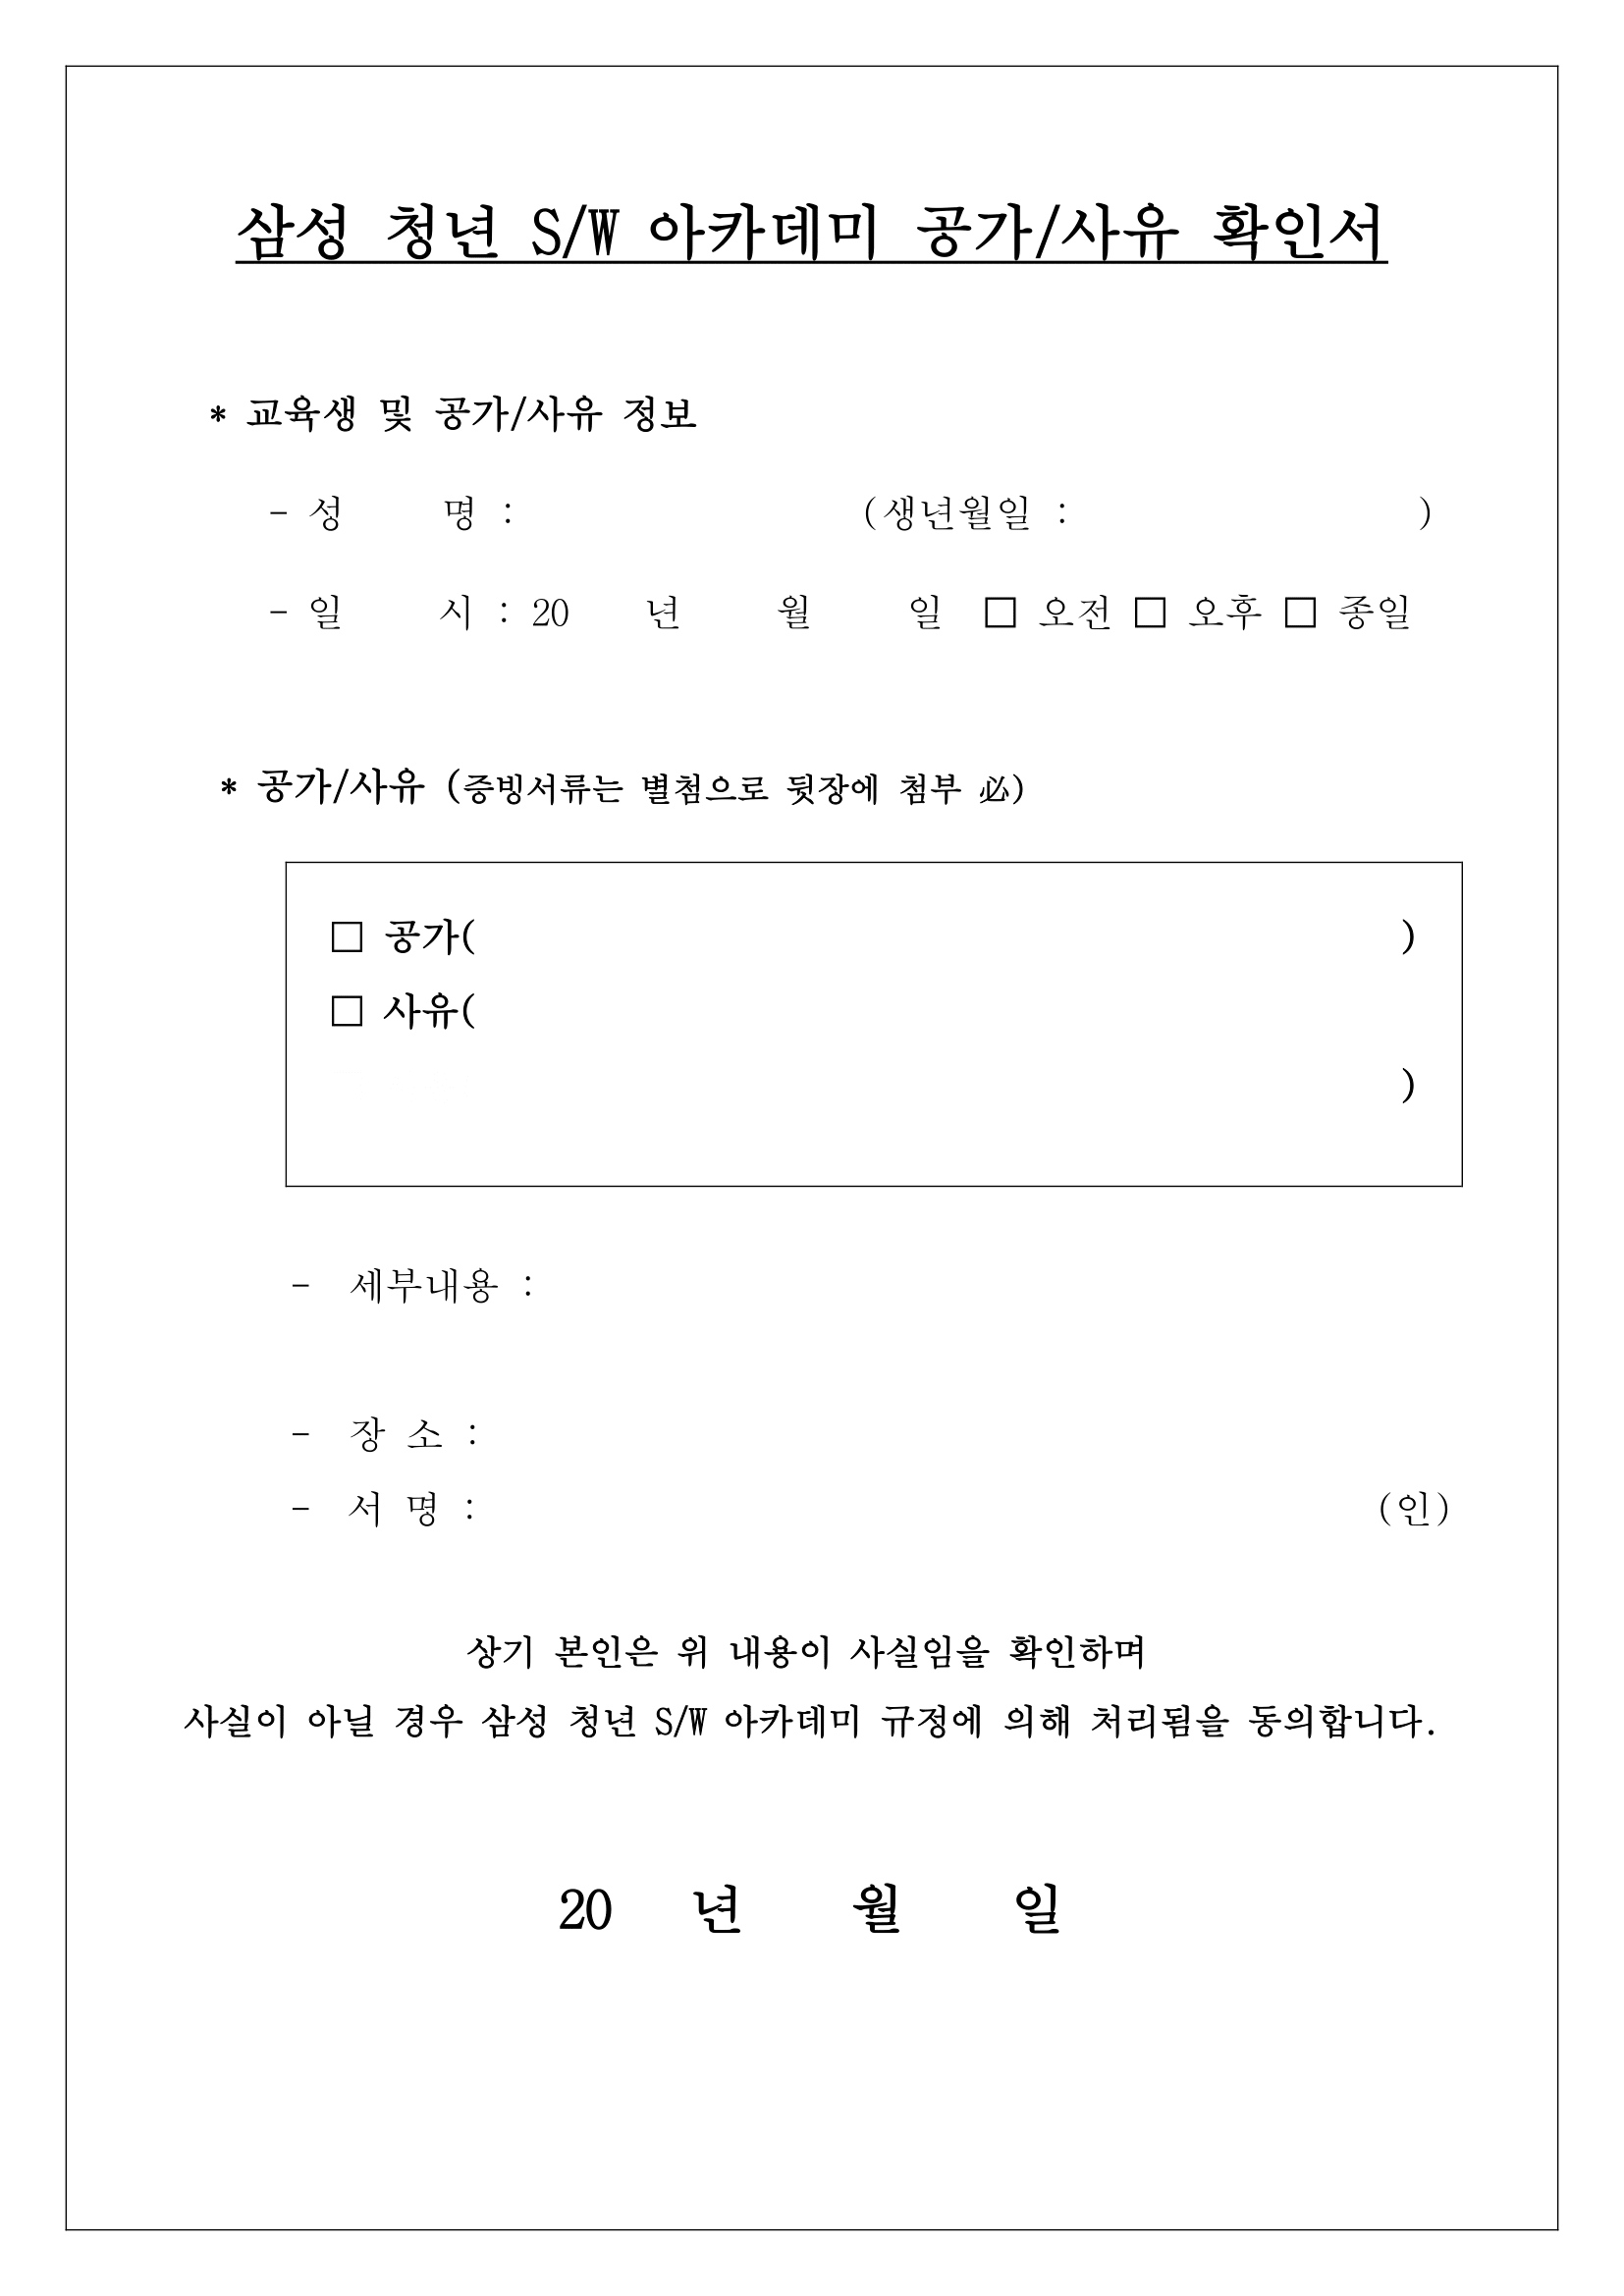 삼성 청년 S/W 아카데미 공가/사유 확인서
* 교육생 및 공가/사유 정보
- 성 명 : (생년월일 : )
- 일 시 : 20 년 월 일 □ 오전 □ 오후 □ 종일
* 공가/사유 (증빙서류는 별첨으로 뒷장에 첨부 必)
□ 공가( )
□ 사유(
)
- 세부내용 :
- 장 소 :
- 서 명 : (인)
상기 본인은 위 내용이 사실임을 확인하며
사실이 아닐 경우 삼성 청년 S/W 아카데미 규정에 의해 처리됨을 동의합니다.
20 년 월 일